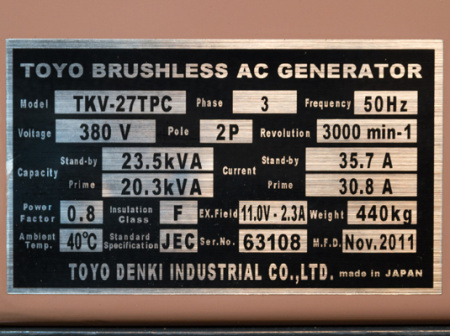 TOYO BRUSHLESS AC GENERATOR
Model TKV-27TPC Phase 3 Frequency 50Hz
Voltage 380 V Pole 2P Revolution 3000 min-1
Capacity Stand-by 23.5kVA Current Stand-by 35.7 A
Prime 20.3kVA Prime 30.8 A
Power Factor 0.8 Insulation Class F EX.Field 11.0V - 2.3A Weight 440kg
Ambient Temp. 40℃ Standard Specification JEC Ser.No. 63108 M.F.D. Nov.2011
TOYO DENKI INDUSTRIAL CO.,LTD. made in JAPAN